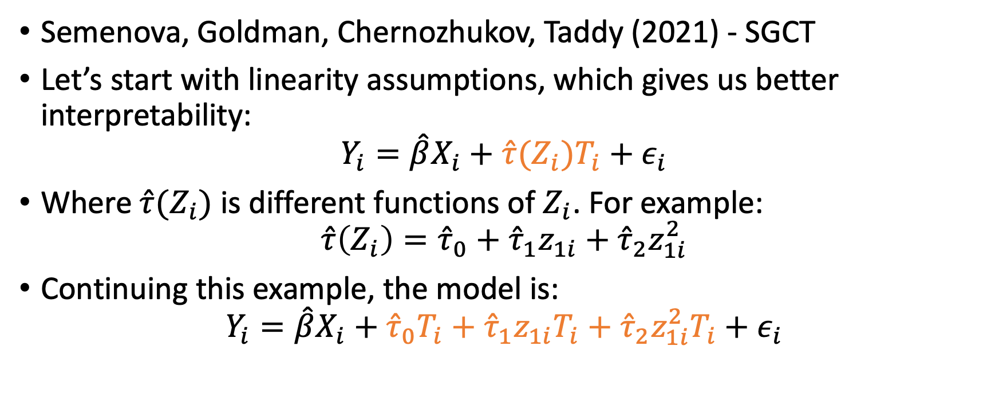 • Semenova, Goldman, Chernozhukov, Taddy (2021) - SGCT
• Let’s start with linearity assumptions, which gives us better
interpretability:
$Y_i = \hat{\beta}X_i + \hat{\tau}(Z_i)T_i + \epsilon_i$
• Where $\hat{\tau}(Z_i)$ is different functions of $Z_i$. For example:
$\hat{\tau}(Z_i) = \hat{\tau}_0 + \hat{\tau}_1 z_{1i} + \hat{\tau}_2 z_{1i}^2$
• Continuing this example, the model is:
$Y_i = \hat{\beta}X_i + \hat{\tau}_0 T_i + \hat{\tau}_1 z_{1i} T_i + \hat{\tau}_2 z_{1i}^2 T_i + \epsilon_i$